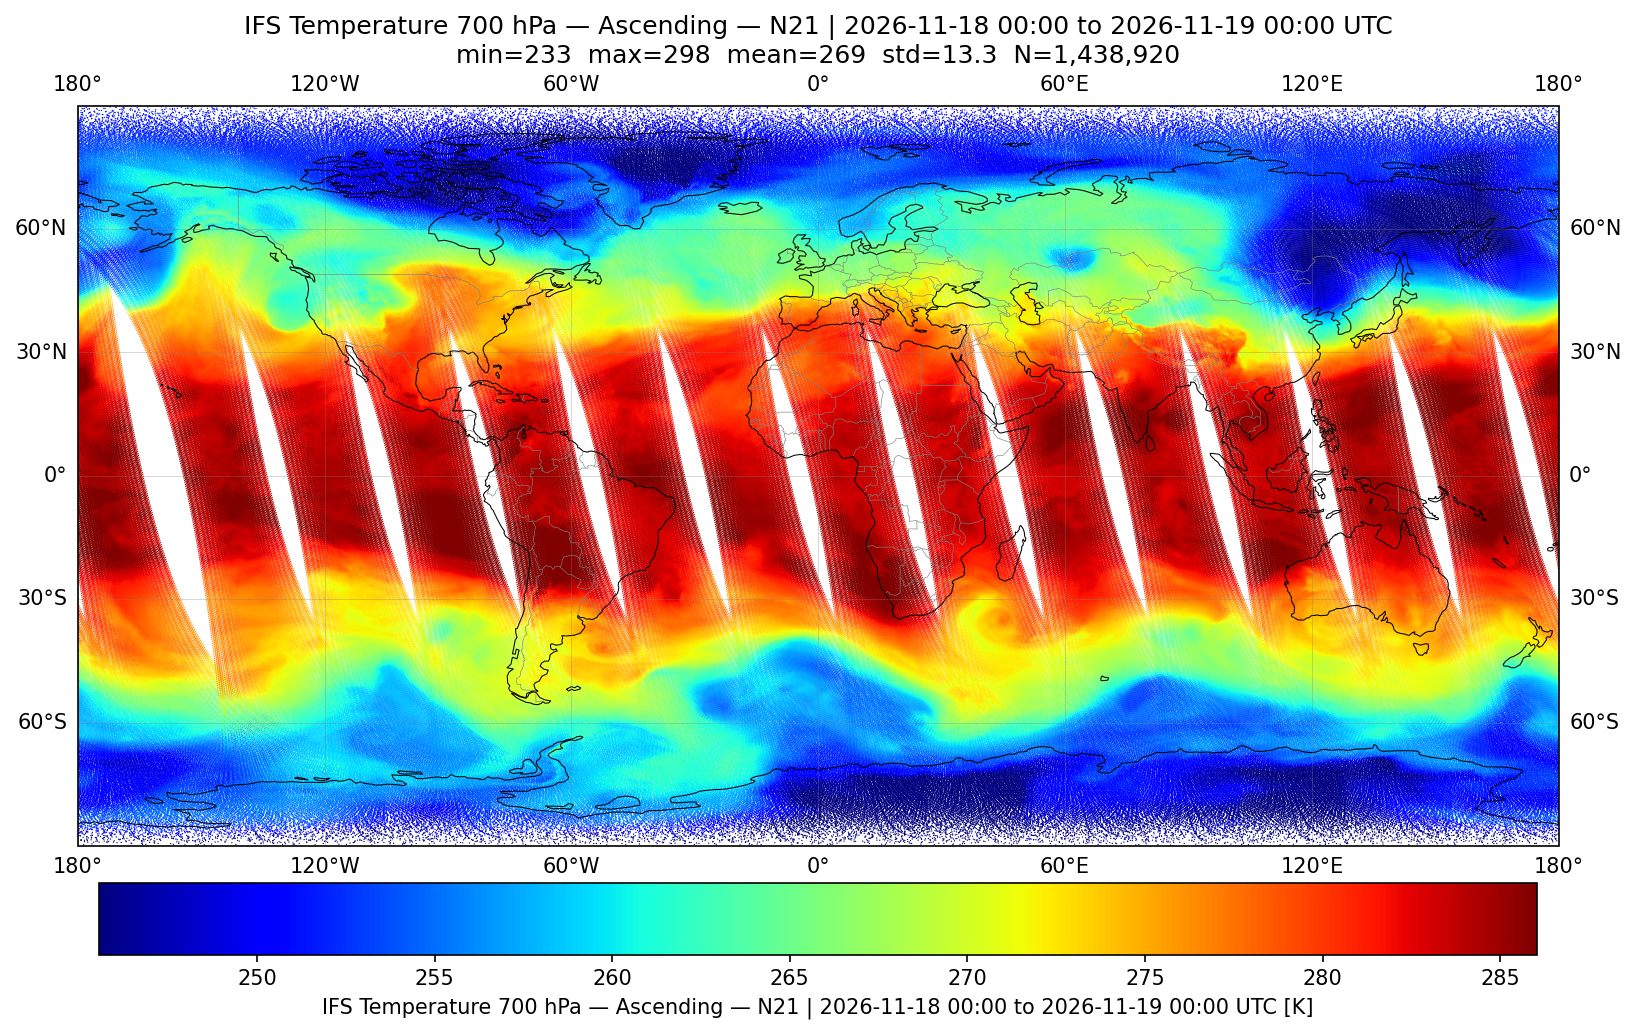 IFS Temperature 700 hPa — Ascending — N21 | 2026-11-18 00:00 to 2026-11-19 00:00 UTC
min=233  max=298  mean=269  std=13.3  N=1,438,920
180° 120°W 60°W 0° 60°E 120°E 180°
60°N 60°N
30°N 30°N
0° 0°
30°S 30°S
60°S 60°S
180° 120°W 60°W 0° 60°E 120°E 180°
250 255 260 265 270 275 280 285
IFS Temperature 700 hPa — Ascending — N21 | 2026-11-18 00:00 to 2026-11-19 00:00 UTC [K]